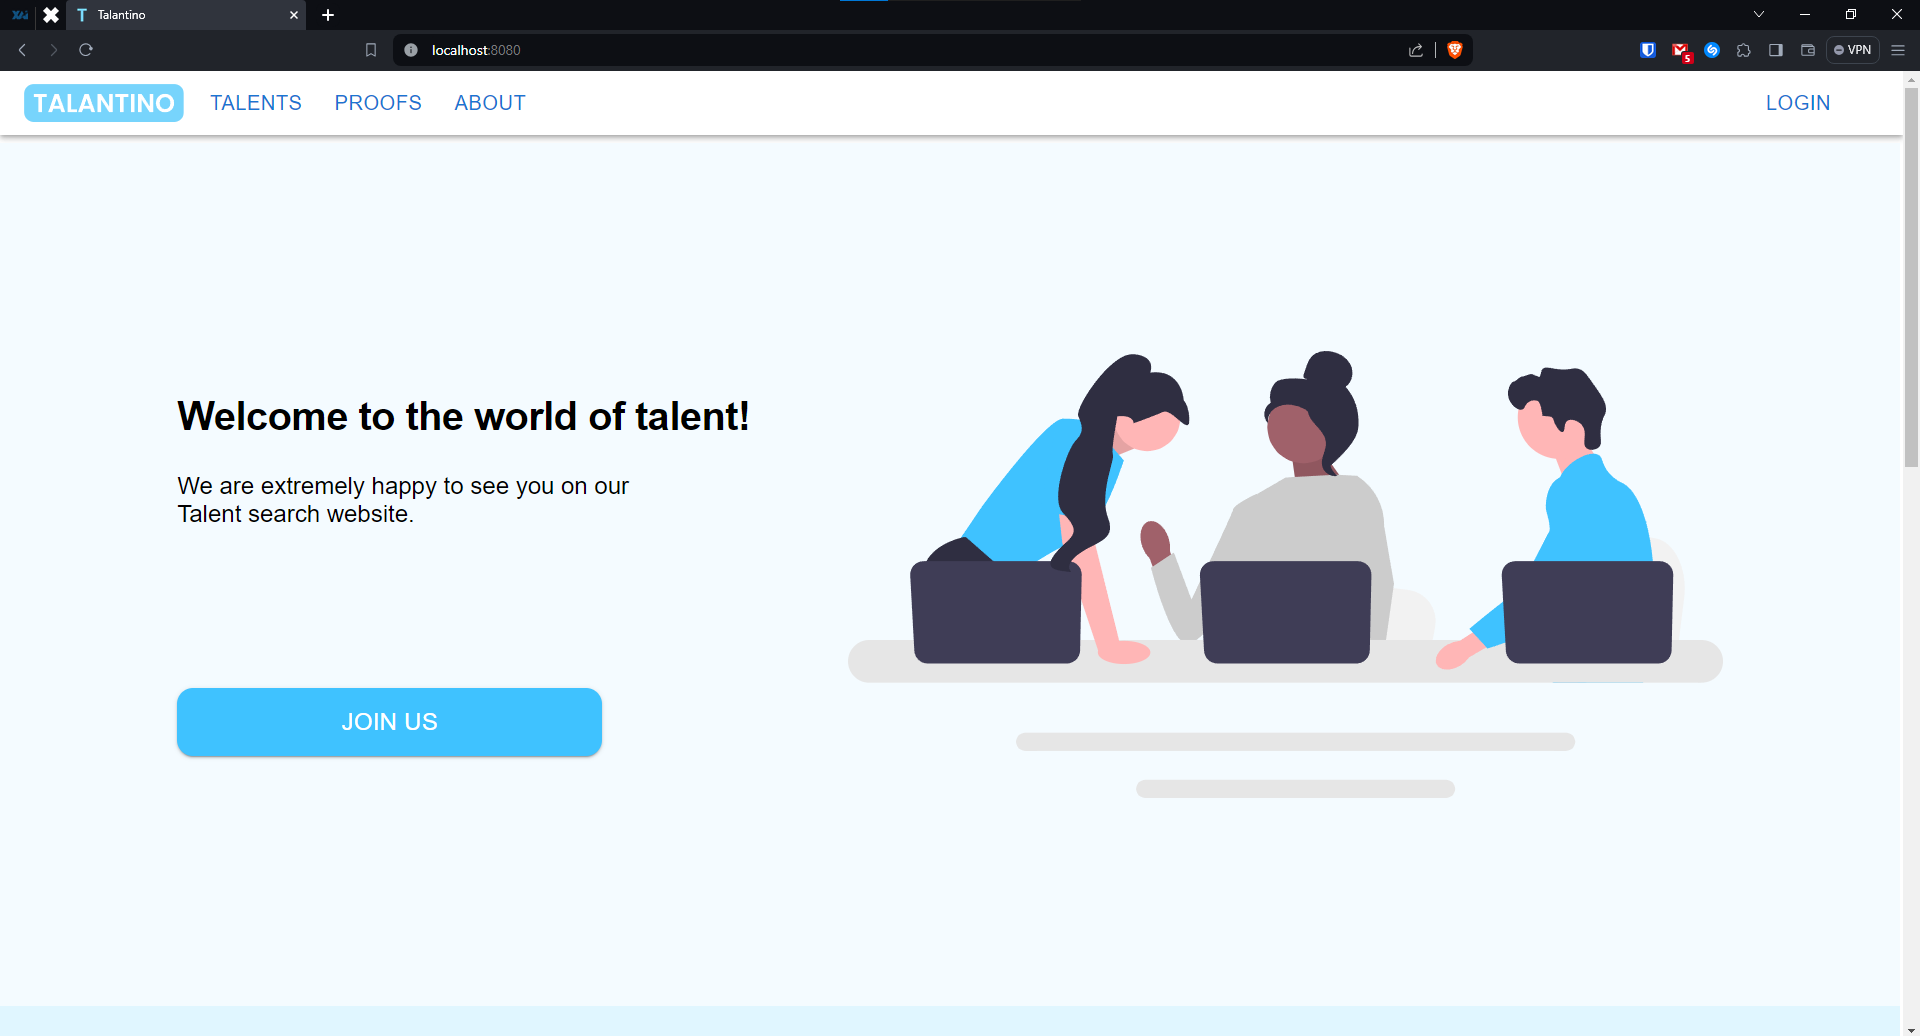 Talantino
localhost:8080
5
VPN
TALANTINO
TALENTS
PROOFS
ABOUT
LOGIN
Welcome to the world of talent!
We are extremely happy to see you on our
Talent search website.
JOIN US